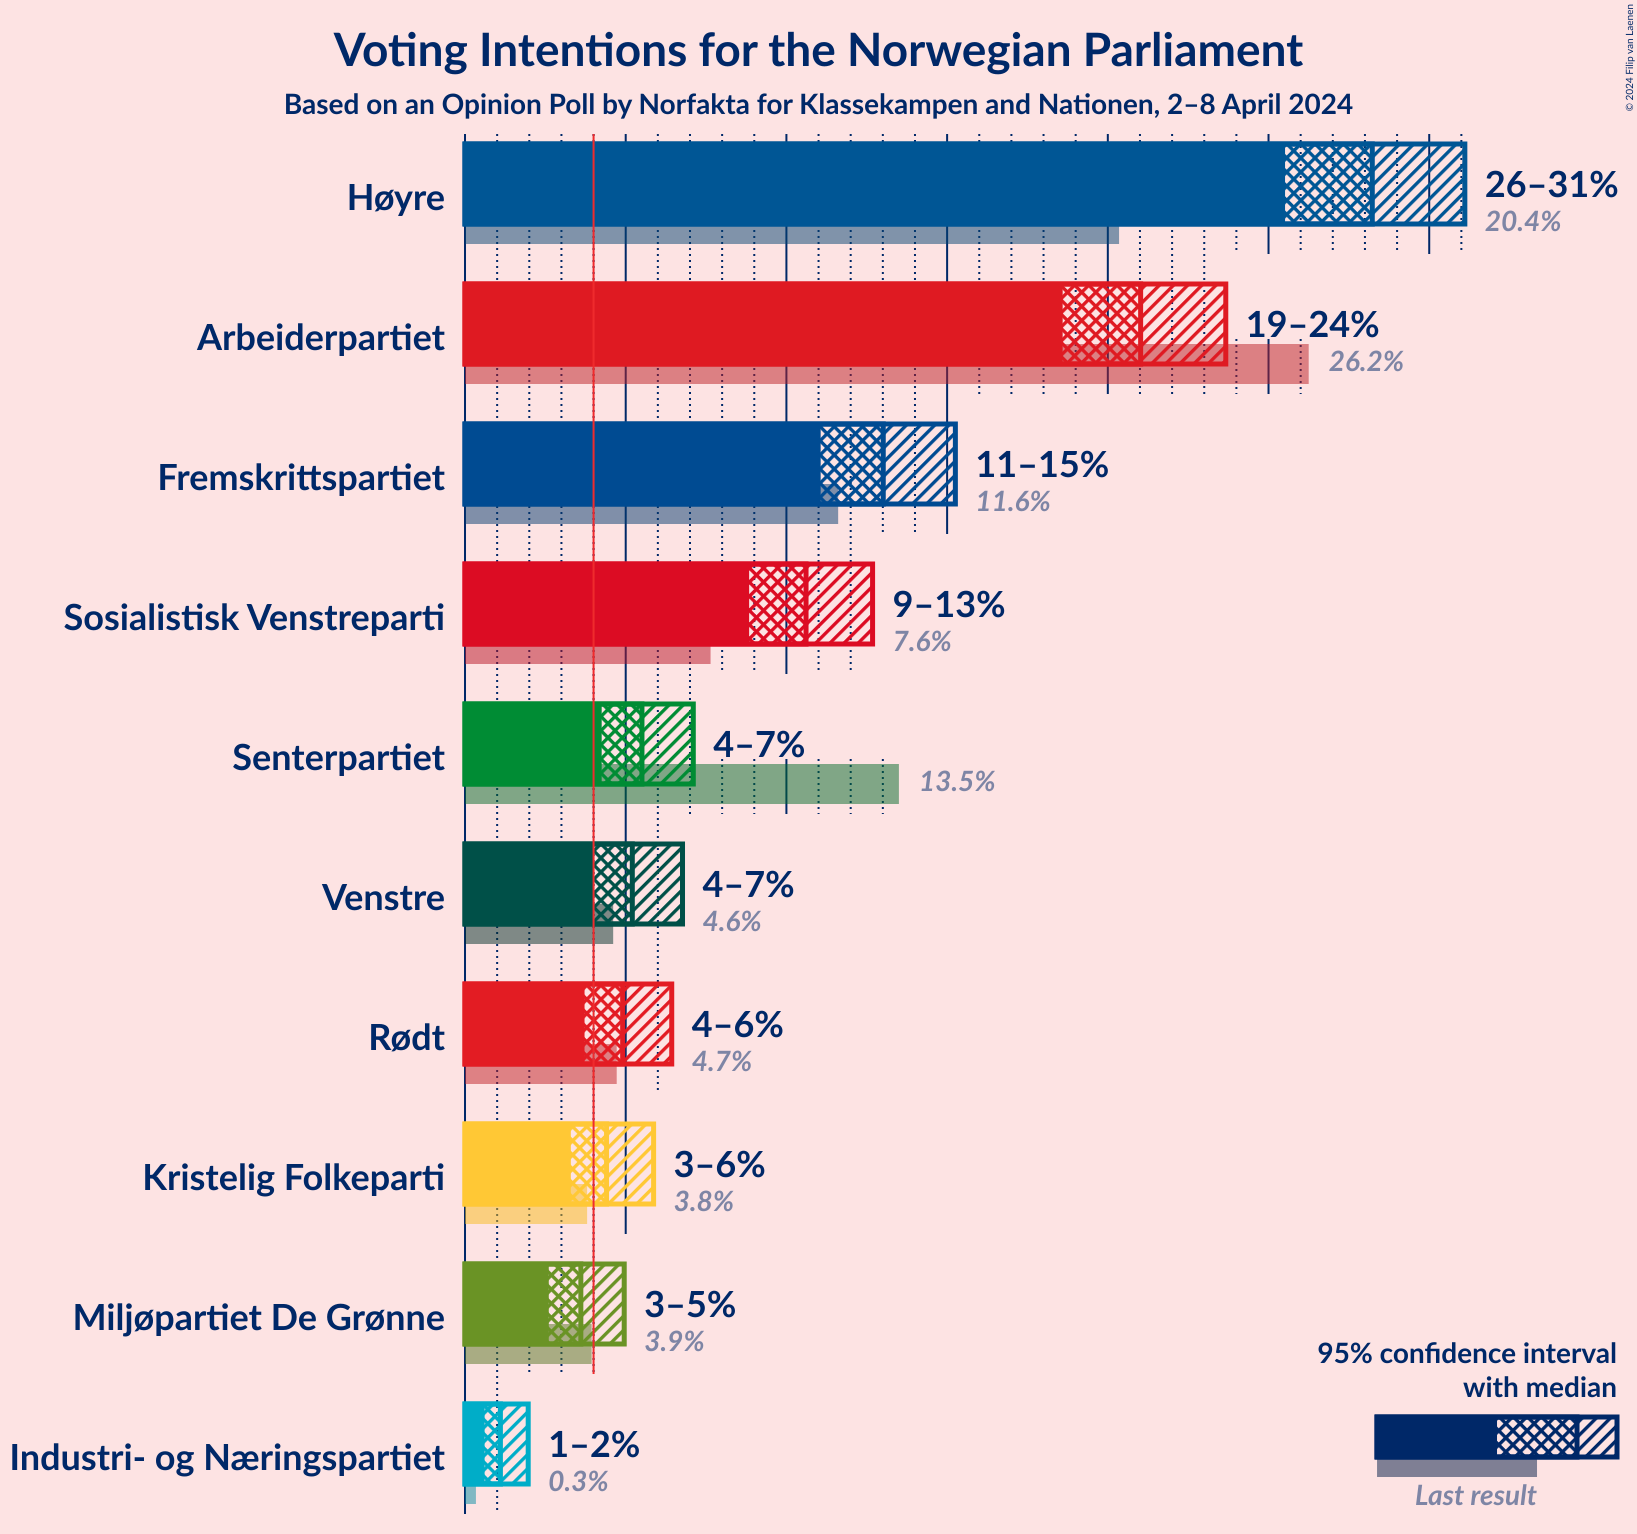 Voting Intentions for the Norwegian Parliament
Based on an Opinion Poll by Norfakta for Klassekampen and Nationen, 2–8 April 2024
© 2024 Filip van Laenen
Høyre
26–31%
20.4%
Arbeiderpartiet
19–24%
26.2%
Fremskrittspartiet
11–15%
11.6%
Sosialistisk Venstreparti
9–13%
7.6%
Senterpartiet
4–7%
13.5%
Venstre
4–7%
4.6%
Rødt
4–6%
4.7%
Kristelig Folkeparti
3–6%
3.8%
Miljøpartiet De Grønne
3–5%
3.9%
Industri- og Næringspartiet
1–2%
0.3%
95% confidence interval
with median
Last result